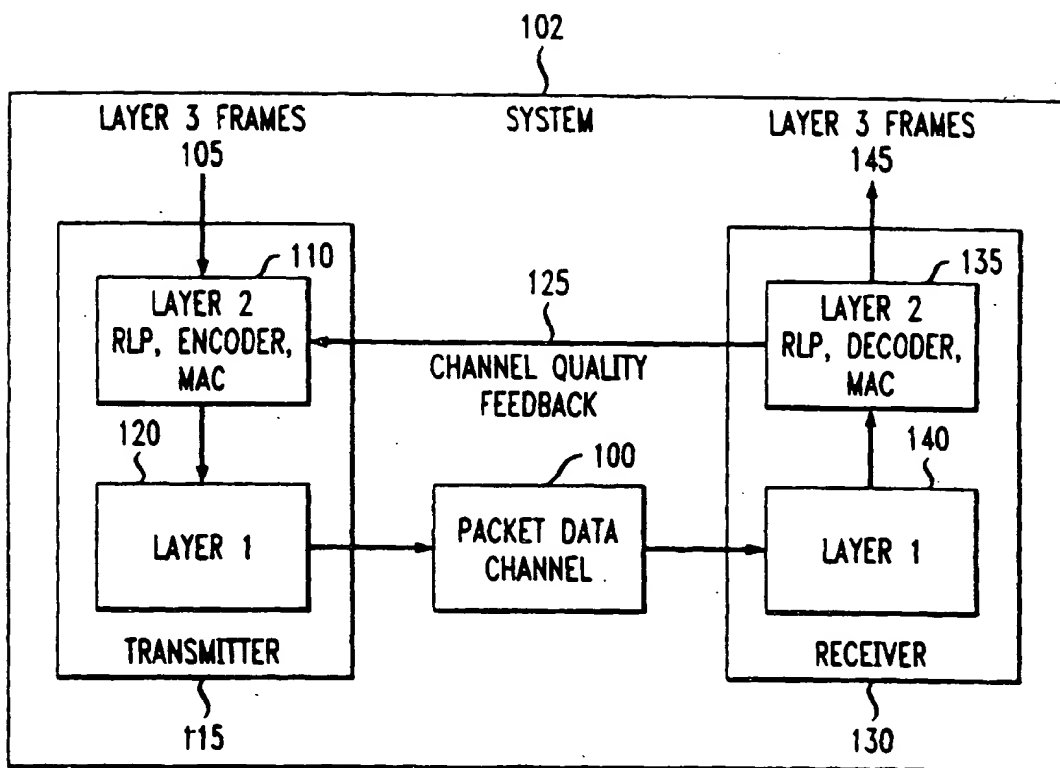 102
LAYER 3 FRAMES
105
SYSTEM
LAYER 3 FRAMES
145
110
LAYER 2
RLP, ENCODER,
MAC
125
CHANNEL QUALITY
FEEDBACK
135
LAYER 2
RLP, DECODER,
MAC
120
LAYER 1
100
PACKET DATA
CHANNEL
140
LAYER 1
TRANSMITTER
115
RECEIVER
130